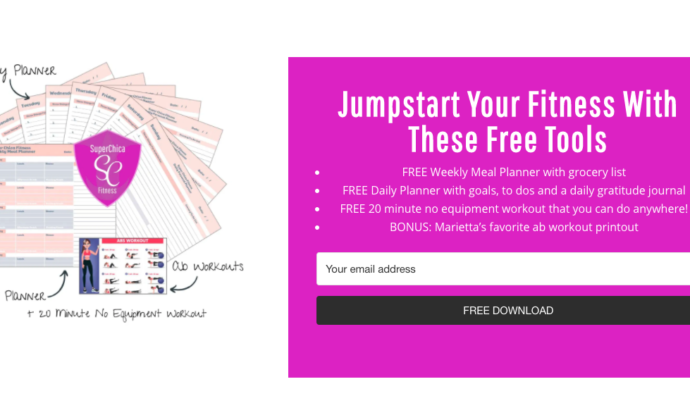 y Planner
Wednesday
Thursday
Tuesday
SuperChica
SC
Fitness
ABS WORKOUT
Ab Workouts
Planner
+ 20 Minute No Equipment Workout
Jumpstart Your Fitness With
These Free Tools
FREE Weekly Meal Planner with grocery list
FREE Daily Planner with goals, to dos and a daily gratitude journal
FREE 20 minute no equipment workout that you can do anywhere!
BONUS: Marietta's favorite ab workout printout
Your email address
FREE DOWNLOAD